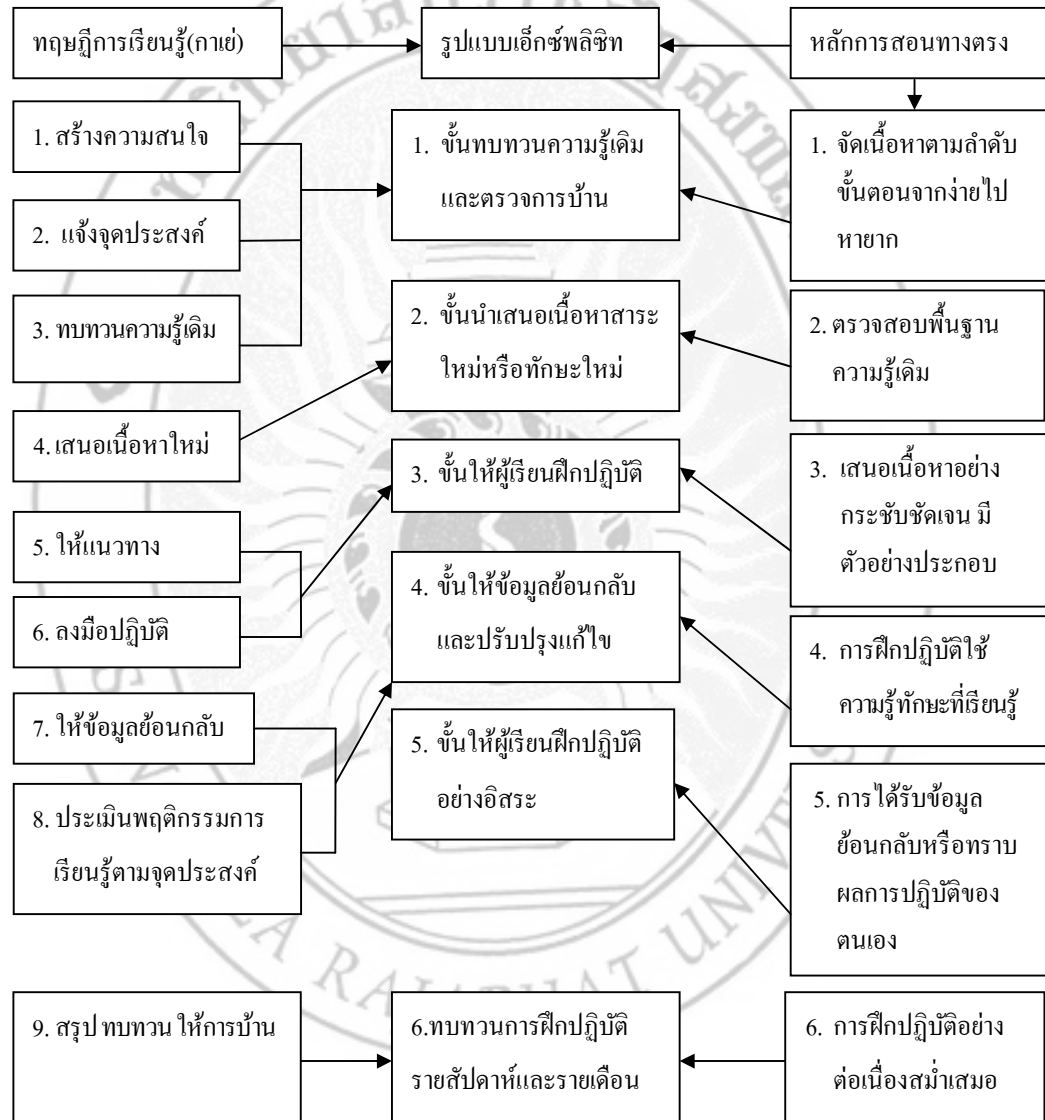 ทฤษฎีการเรียนรู้(กาเย่)
รูปแบบเอ็กซ์พลิซิท
หลักการสอนทางตรง
1. สร้างความสนใจ
2. แจ้งจุดประสงค์
3. ทบทวนความรู้เดิม
4. เสนอเนื้อหาใหม่
5. ให้แนวทาง
6. ลงมือปฏิบัติ
7. ให้ข้อมูลย้อนกลับ
8. ประเมินพฤติกรรมการ
เรียนรู้ตามจุดประสงค์
9. สรุป ทบทวน ให้การบ้าน
1. ขั้นทบทวนความรู้เดิม
และตรวจการบ้าน
2. ขั้นนำเสนอเนื้อหาสาระ
ใหม่หรือทักษะใหม่
3. ขั้นให้ผู้เรียนฝึกปฏิบัติ
4. ขั้นให้ข้อมูลย้อนกลับ
และปรับปรุงแก้ไข
5. ขั้นให้ผู้เรียนฝึกปฏิบัติ
อย่างอิสระ
6.ทบทวนการฝึกปฏิบัติ
รายสัปดาห์และรายเดือน
1. จัดเนื้อหาตามลำดับ
ขั้นตอนจากง่ายไป
หายาก
2. ตรวจสอบพื้นฐาน
ความรู้เดิม
3. เสนอเนื้อหาอย่าง
กระชับชัดเจน มี
ตัวอย่างประกอบ
4. การฝึกปฏิบัติใช้
ความรู้ทักษะที่เรียนรู้
5. การได้รับข้อมูล
ย้อนกลับหรือทราบ
ผลการปฏิบัติของ
ตนเอง
6. การฝึกปฏิบัติอย่าง
ต่อเนื่องสม่ำเสมอ